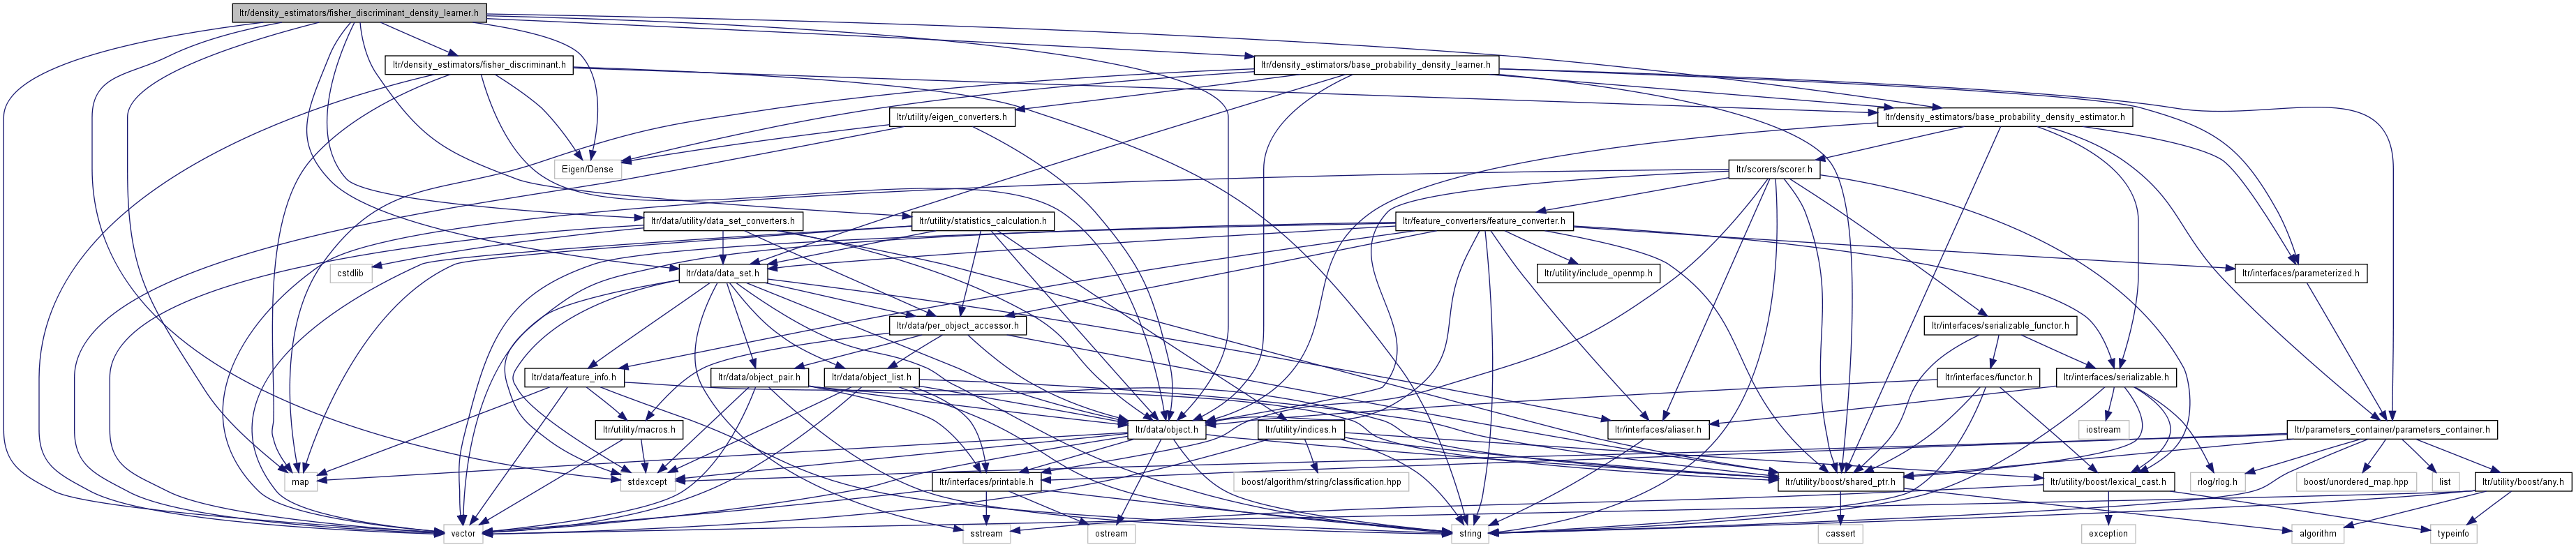 ltr/density_estimators/fisher_discriminant_density_learner.h
ltr/density_estimators/fisher_discriminant.h
ltr/density_estimators/base_probability_density_learner.h
ltr/utility/eigen_converters.h
ltr/density_estimators/base_probability_density_estimator.h
Eigen/Dense
ltr/scorers/scorer.h
ltr/data/utility/data_set_converters.h
ltr/utility/statistics_calculation.h
ltr/feature_converters/feature_converter.h
cstdlib
ltr/data/data_set.h
ltr/utility/include_openmp.h
ltr/interfaces/parameterized.h
ltr/data/per_object_accessor.h
ltr/interfaces/serializable_functor.h
ltr/data/feature_info.h
ltr/data/object_pair.h
ltr/data/object_list.h
ltr/interfaces/functor.h
ltr/interfaces/serializable.h
ltr/utility/macros.h
ltr/data/object.h
ltr/utility/indices.h
ltr/interfaces/aliaser.h
iostream
ltr/parameters_container/parameters_container.h
map
stdexcept
ltr/interfaces/printable.h
boost/algorithm/string/classification.hpp
ltr/utility/boost/shared_ptr.h
ltr/utility/boost/lexical_cast.h
rlog/rlog.h
boost/unordered_map.hpp
list
ltr/utility/boost/any.h
vector
sstream
ostream
string
cassert
exception
algorithm
typeinfo